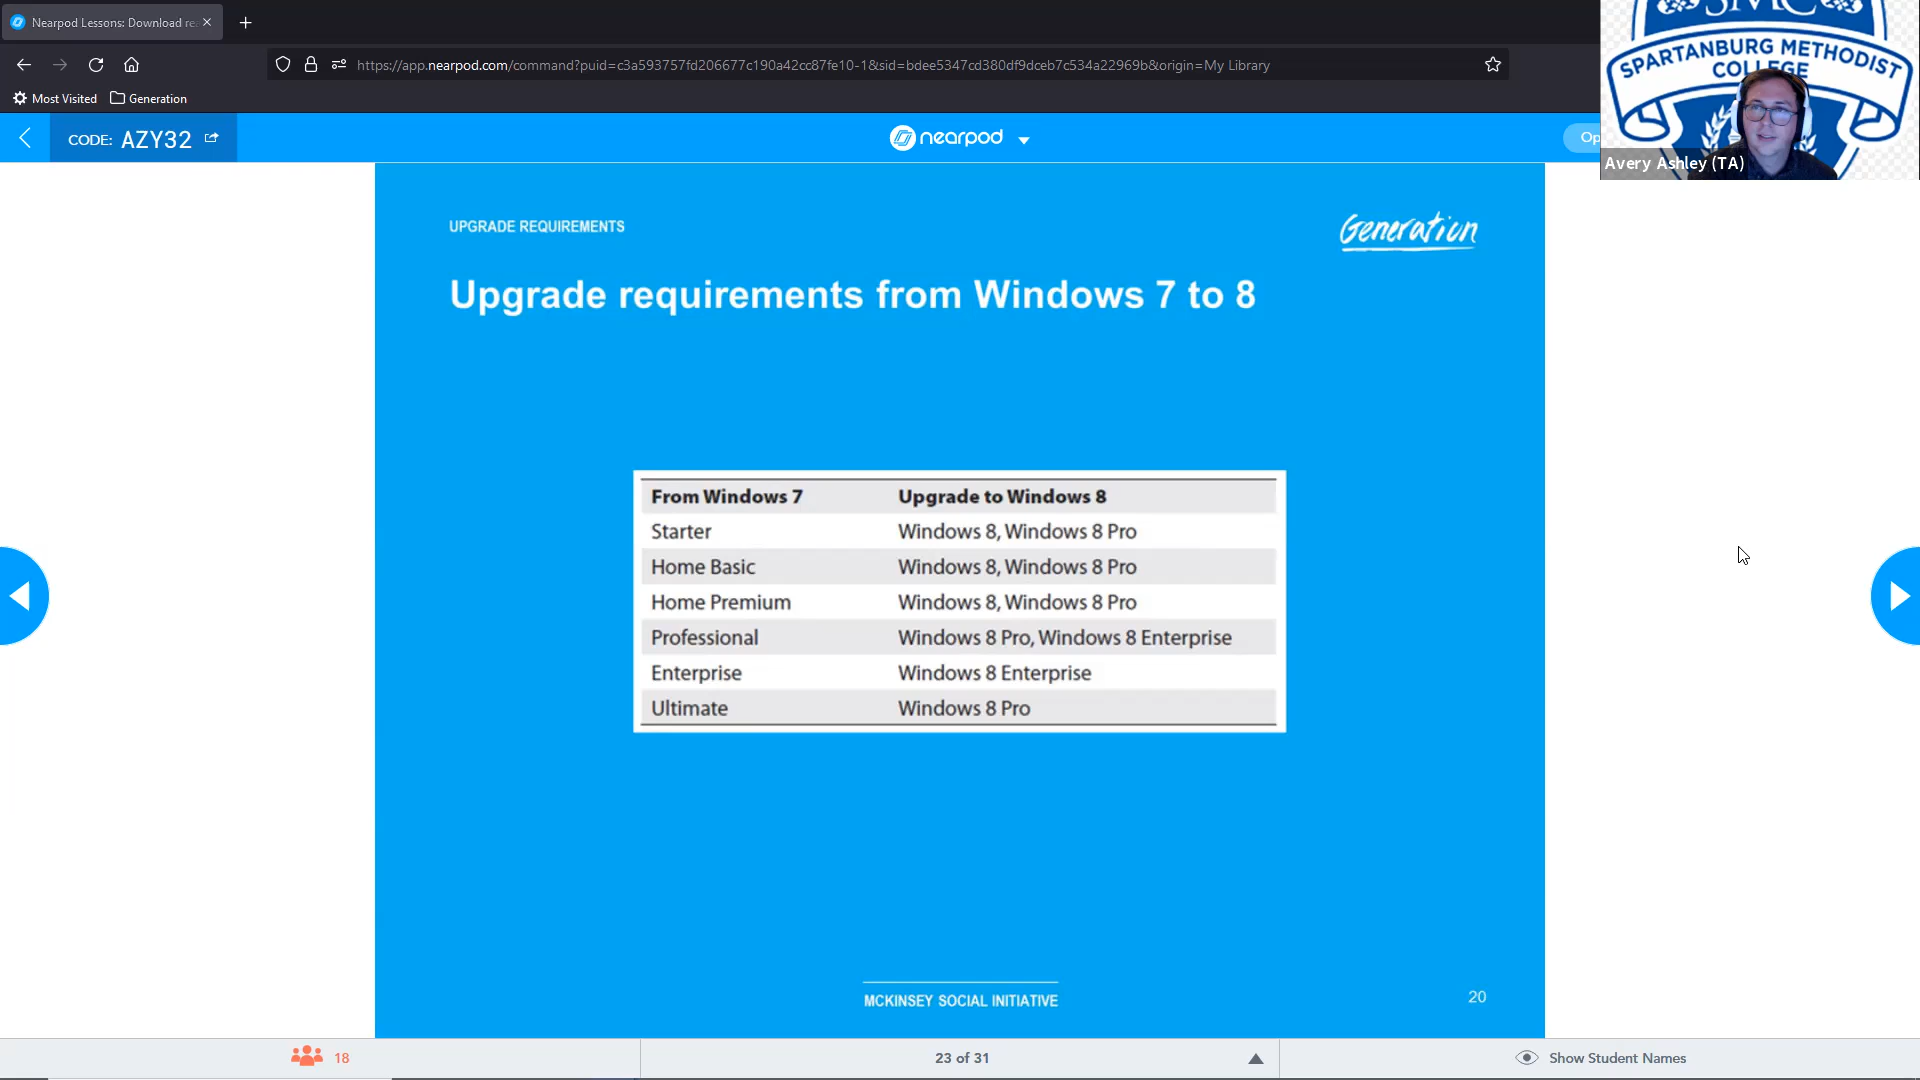 Nearpod Lessons: Download re
https://app.nearpod.com/command?puid=c3a593757fd206677c190a42cc87fe10-1&sid=bdee5347cd380df9dceb7c534a22969b&origin=My Library
Most Visited Generation
SMC
SPARTANBURG METHODIST
COLLEGE
Avery Ashley (TA)
CODE: AZY32
nearpod
Op
UPGRADE REQUIREMENTS
Generation
Upgrade requirements from Windows 7 to 8
From Windows 7 Upgrade to Windows 8
Starter Windows 8, Windows 8 Pro
Home Basic Windows 8, Windows 8 Pro
Home Premium Windows 8, Windows 8 Pro
Professional Windows 8 Pro, Windows 8 Enterprise
Enterprise Windows 8 Enterprise
Ultimate Windows 8 Pro
MCKINSEY SOCIAL INITIATIVE
20
18
23 of 31
Show Student Names